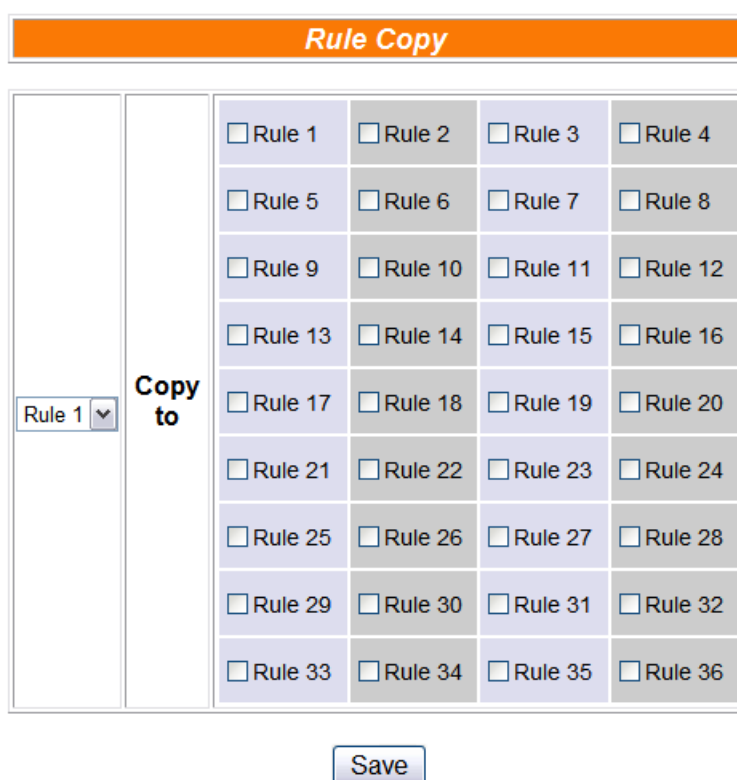 Rule Copy
Rule 1 Rule 2 Rule 3 Rule 4
Rule 5 Rule 6 Rule 7 Rule 8
Rule 9 Rule 10 Rule 11 Rule 12
Rule 13 Rule 14 Rule 15 Rule 16
Rule 1
Copy
to
Rule 17 Rule 18 Rule 19 Rule 20
Rule 21 Rule 22 Rule 23 Rule 24
Rule 25 Rule 26 Rule 27 Rule 28
Rule 29 Rule 30 Rule 31 Rule 32
Rule 33 Rule 34 Rule 35 Rule 36
Save